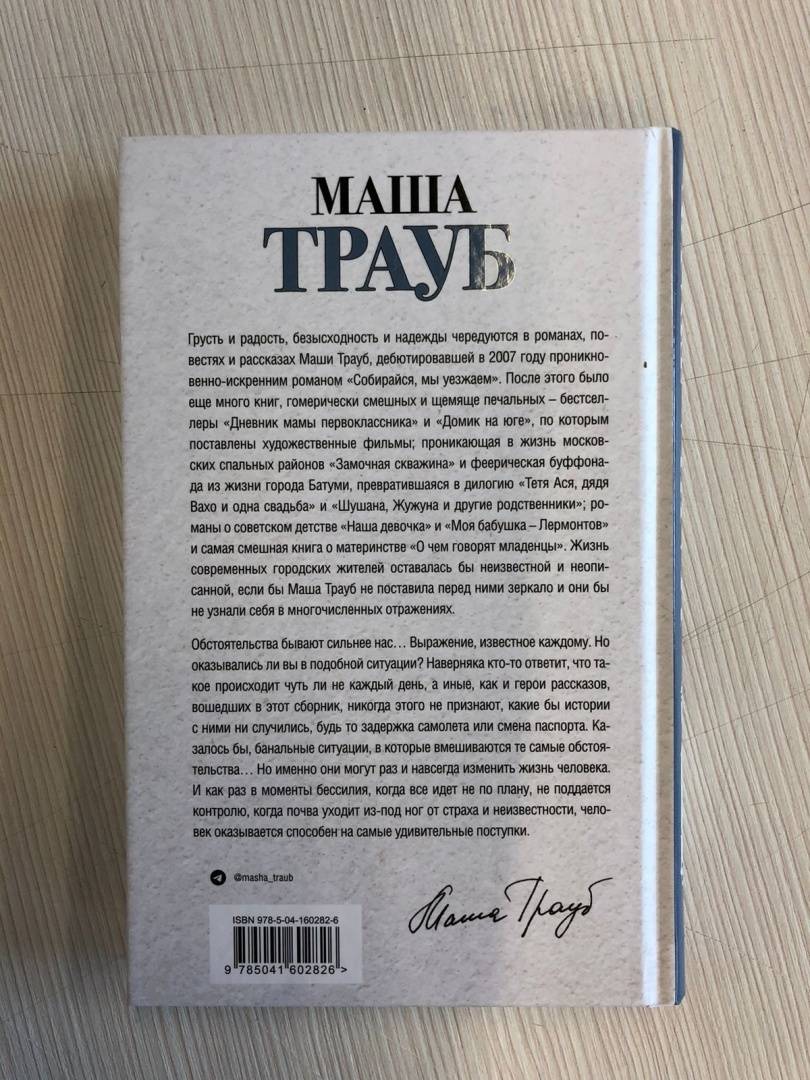 МАША
ТРАУБ
Грусть и радость, безысходность и надежды чередуются в романах, по-
вестях и рассказах Маши Трауб, дебютировавшей в 2007 году проникно-
венно-искренним романом «Собирайся, мы уезжаем». После этого было
еще много книг, гомерически смешных и щемяще печальных – бестсел-
леры «Дневник мамы первоклассника» и «Домик на юге», по которым
поставлены художественные фильмы; проникающая в жизнь москов-
ских спальных районов «Замочная скважина» и феерическая буффона-
да из жизни города Батуми, превратившаяся в дилогию «Тетя Ася, дядя
Вахо и одна свадьба» и «Шушана, Жужуна и другие родственники»; ро-
маны о советском детстве «Наша девочка» и «Моя бабушка – Лермонтов»
и самая смешная книга о материнстве «О чем говорят младенцы». Жизнь
современных городских жителей оставалась бы неизвестной и неопи-
санной, если бы Маша Трауб не поставила перед ними зеркало и они бы
не узнали себя в многочисленных отражениях.
Обстоятельства бывают сильнее нас… Выражение, известное каждому. Но
оказывались ли вы в подобной ситуации? Наверняка кто-то ответит, что та-
кое происходит чуть ли не каждый день, а иные, как и герои рассказов,
вошедших в этот сборник, никогда этого не признают, какие бы истории
с ними ни случились, будь то задержка самолета или смена паспорта. Ка-
залось бы, банальные ситуации, в которые вмешиваются те самые обстоя-
тельства… Но именно они могут раз и навсегда изменить жизнь человека.
И как раз в моменты бессилия, когда все идет не по плану, не поддается
контролю, когда почва уходит из-под ног от страха и неизвестности, чело-
век оказывается способен на самые удивительные поступки.
@masha_traub
Маша Трауб
ISBN 978-5-04-160282-6
9 785041 602826 >